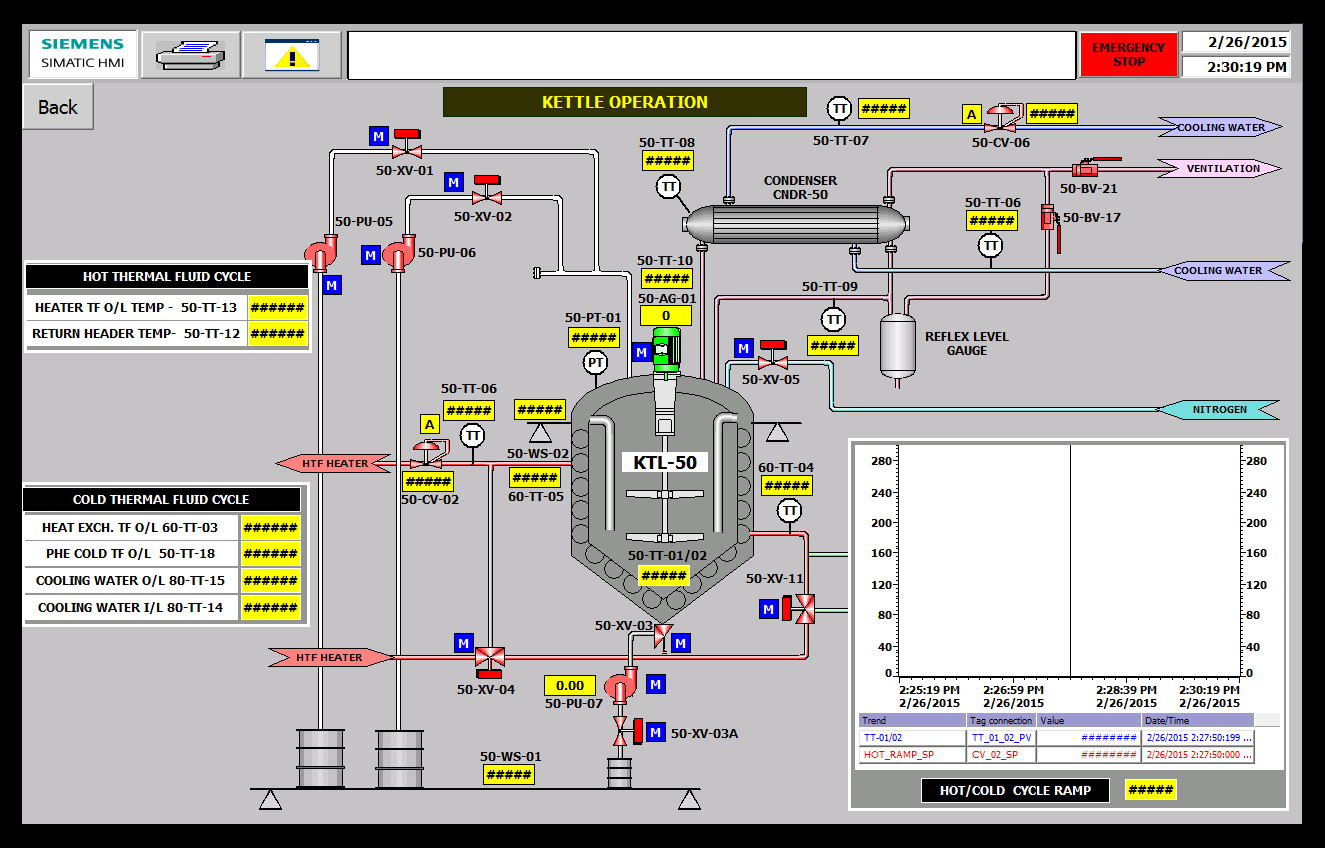 SIEMENS
SIMATIC HMI
EMERGENCY
STOP
2/26/2015
2:30:19 PM
Back
KETTLE OPERATION
TT
#####
50-TT-07
A
#####
50-CV-06
COOLING WATER
M
50-XV-01
50-TT-08
#####
TT
CONDENSER
CNDR-50
VENTILATION
50-BV-21
M
50-XV-02
50-PU-05
M
50-PU-06
M
50-TT-06
#####
TT
50-BV-17
COOLING WATER
HOT THERMAL FLUID CYCLE
HEATER TF O/L TEMP - 50-TT-13 ######
RETURN HEADER TEMP- 50-TT-12 ######
50-TT-10
#####
50-AG-01
0
M
50-PT-01
#####
PT
50-TT-09
TT
#####
REFLEX LEVEL
GAUGE
M
50-XV-05
NITROGEN
50-TT-06
#####
TT
A
#####
50-WS-02
#####
60-TT-05
HTF HEATER
#####
50-CV-02
KTL-50
60-TT-04
#####
TT
50-TT-01/02
#####
COLD THERMAL FLUID CYCLE
HEAT EXCH. TF O/L 60-TT-03 ######
PHE COLD TF O/L 50-TT-18 ######
COOLING WATER O/L 80-TT-15 ######
COOLING WATER I/L 80-TT-14 ######
50-XV-11
M
50-XV-03
M
HTF HEATER
M
50-XV-04
0.00
50-PU-07
M
M
50-XV-03A
50-WS-01
#####
280 280
240 240
200 200
160 160
120 120
80 80
40 40
0 0
2:25:19 PM 2:26:59 PM 2:28:39 PM 2:30:19 PM
2/26/2015 2/26/2015 2/26/2015 2/26/2015
Trend Tag connection Value Date/Time
TT-01/02 TT_01_02_PV ######## 2/26/2015 2:27:50:199 ...
HOT_RAMP_SP CV_02_SP ######## 2/26/2015 2:27:50:000 ...
HOT/COLD CYCLE RAMP #####